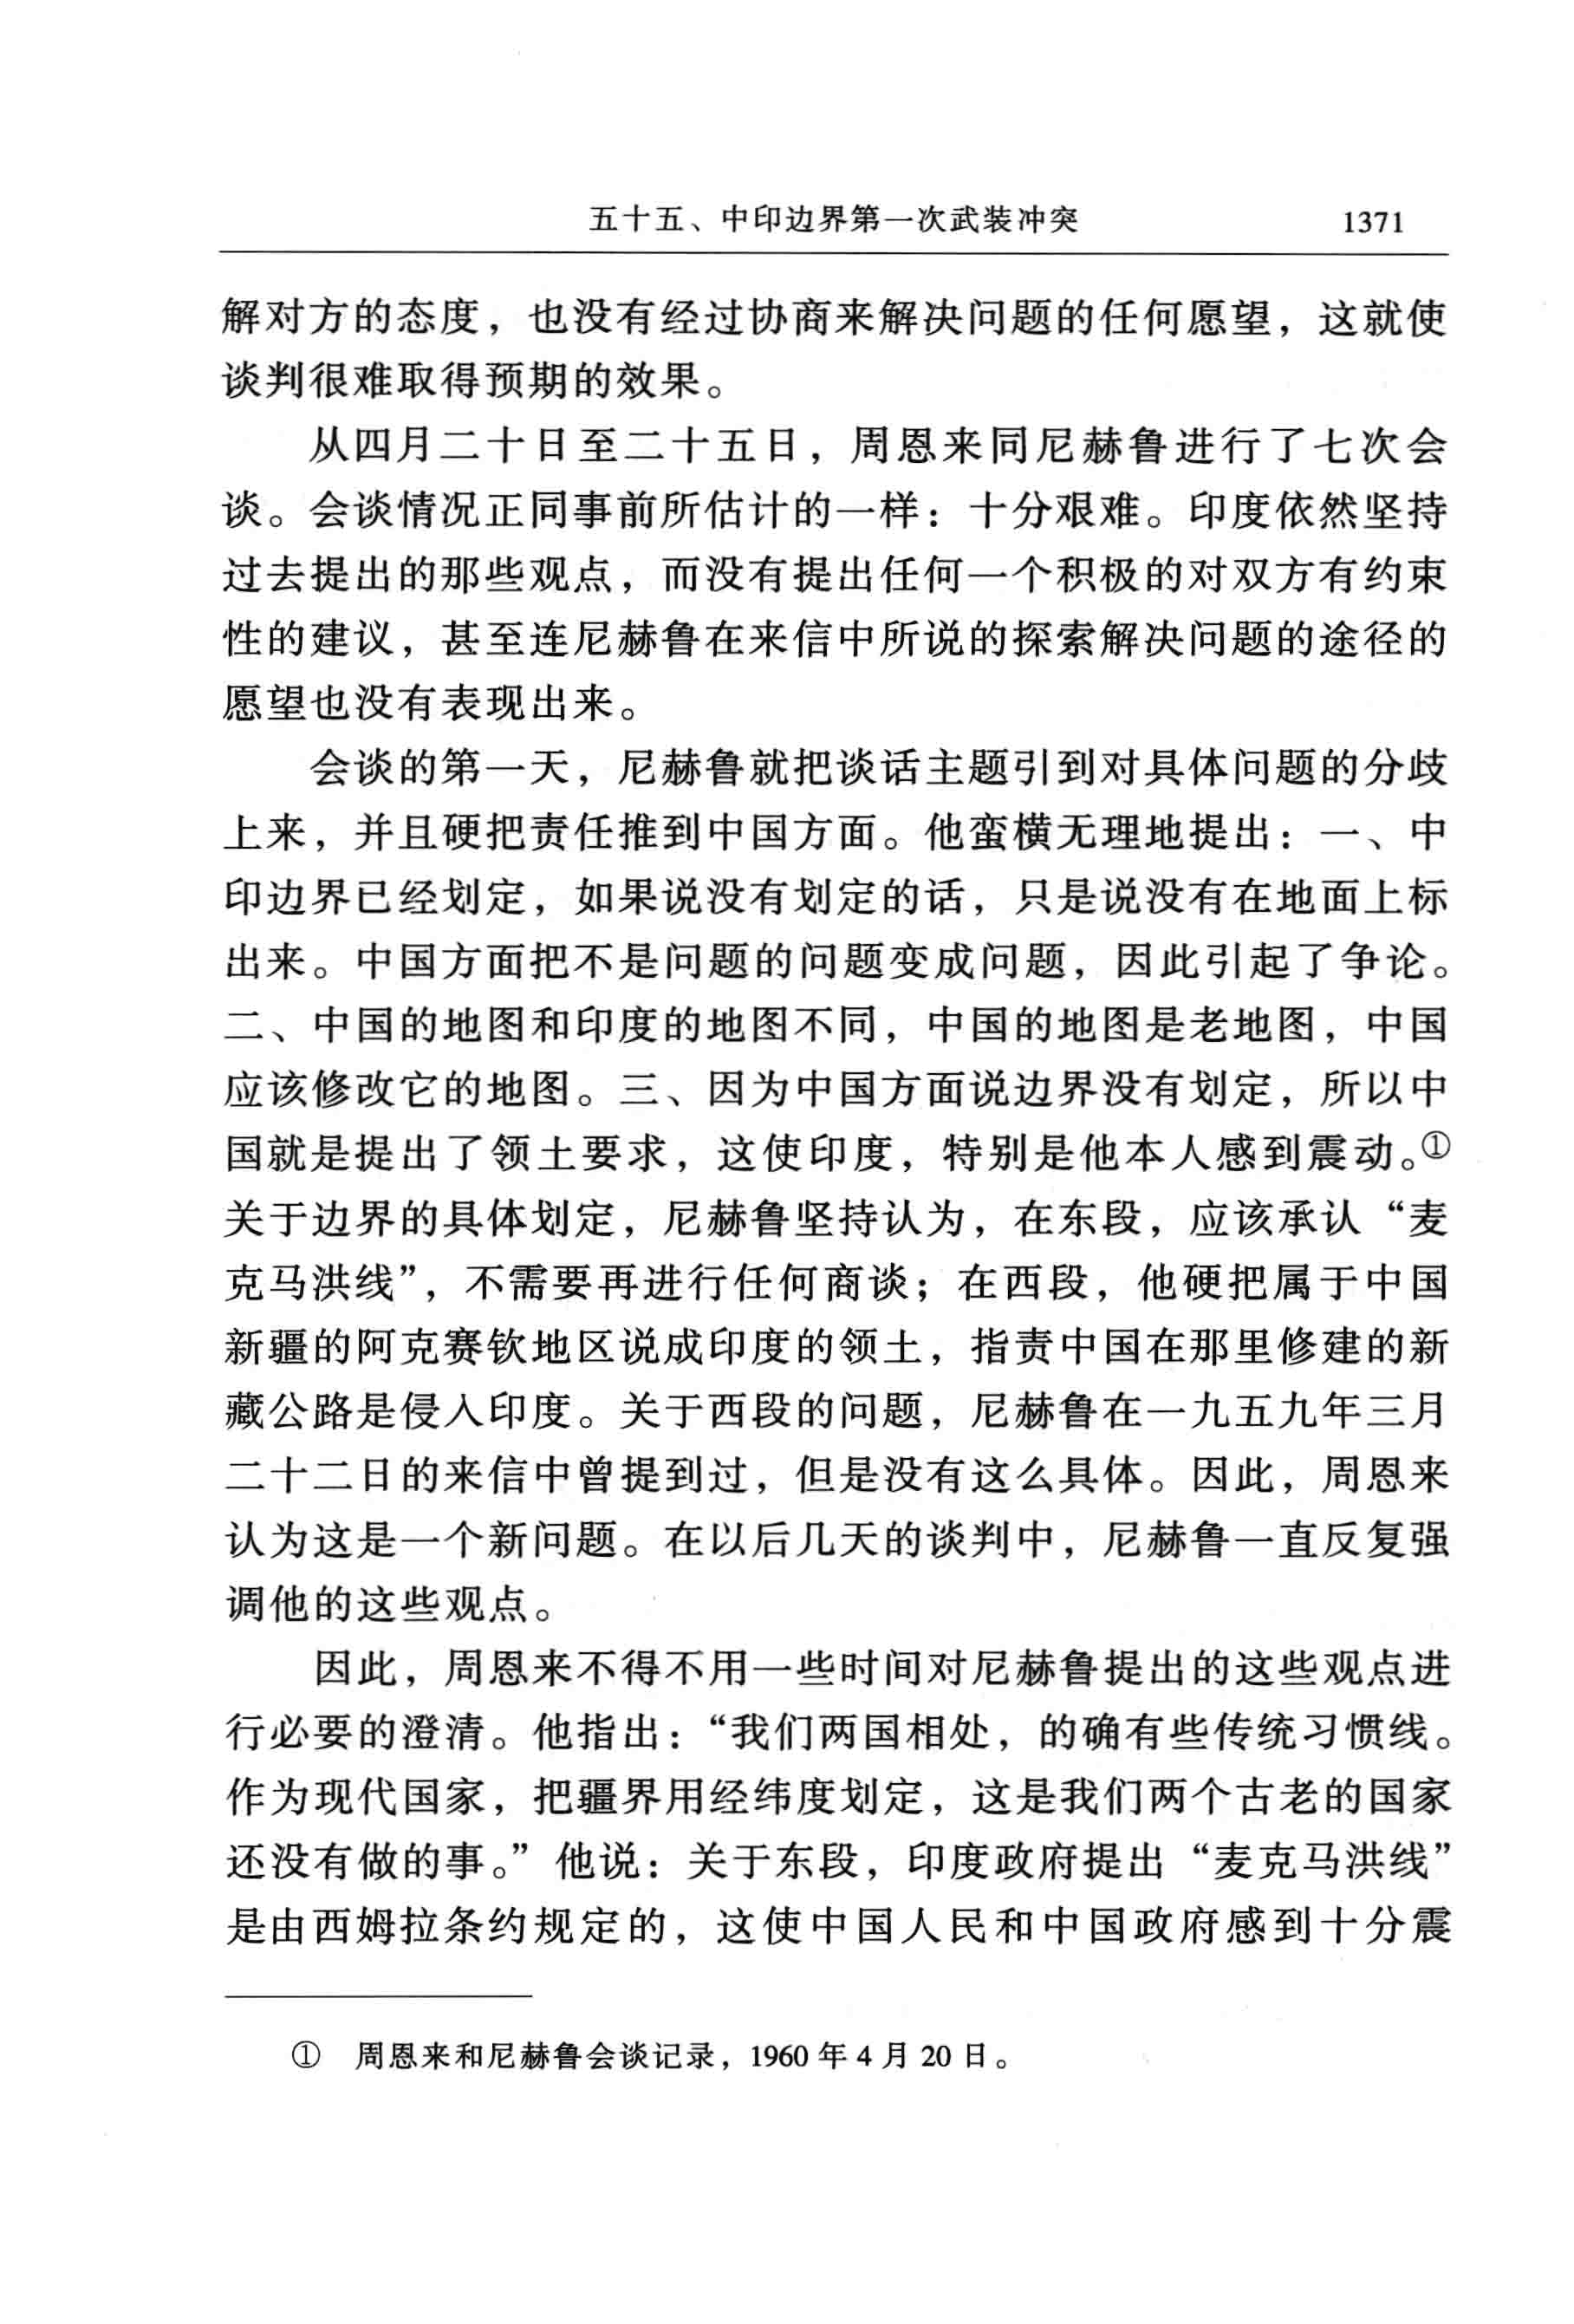 五十五、中印边界第一次武装冲突 1371
解对方的态度，也没有经过协商来解决问题的任何愿望，这就使
谈判很难取得预期的效果。
从四月二十日至二十五日，周恩来同尼赫鲁进行了七次会
谈。会谈情况正同事前所估计的一样：十分艰难。印度依然坚持
过去提出的那些观点，而没有提出任何一个积极的对双方有约束
性的建议，甚至连尼赫鲁在来信中所说的探索解决问题的途径的
愿望也没有表现出来。
会谈的第一天，尼赫鲁就把谈话主题引到对具体问题的分歧
上来，并且硬把责任推到中国方面。他蛮横无理地提出：一、中
印边界已经划定，如果说没有划定的话，只是说没有在地面上标
出来。中国方面把不是问题的问题变成问题，因此引起了争论。
二、中国的地图和印度的地图不同，中国的地图是老地图，中国
应该修改它的地图。三、因为中国方面说边界没有划定，所以中
国就是提出了领土要求，这使印度，特别是他本人感到震动。①
关于边界的具体划定，尼赫鲁坚持认为，在东段，应该承认“麦
克马洪线”，不需要再进行任何商谈；在西段，他硬把属于中国
新疆的阿克赛钦地区说成印度的领土，指责中国在那里修建的新
藏公路是侵入印度。关于西段的问题，尼赫鲁在一九五九年三月
二十二日的来信中曾提到过，但是没有这么具体。因此，周恩来
认为这是一个新问题。在以后几天的谈判中，尼赫鲁一直反复强
调他的这些观点。
因此，周恩来不得不用一些时间对尼赫鲁提出的这些观点进
行必要的澄清。他指出：“我们两国相处，的确有些传统习惯线。
作为现代国家，把疆界用经纬度划定，这是我们两个古老的国家
还没有做的事。”他说：关于东段，印度政府提出“麦克马洪线”
是由西姆拉条约规定的，这使中国人民和中国政府感到十分震
① 周恩来和尼赫鲁会谈记录，1960 年 4 月 20 日。